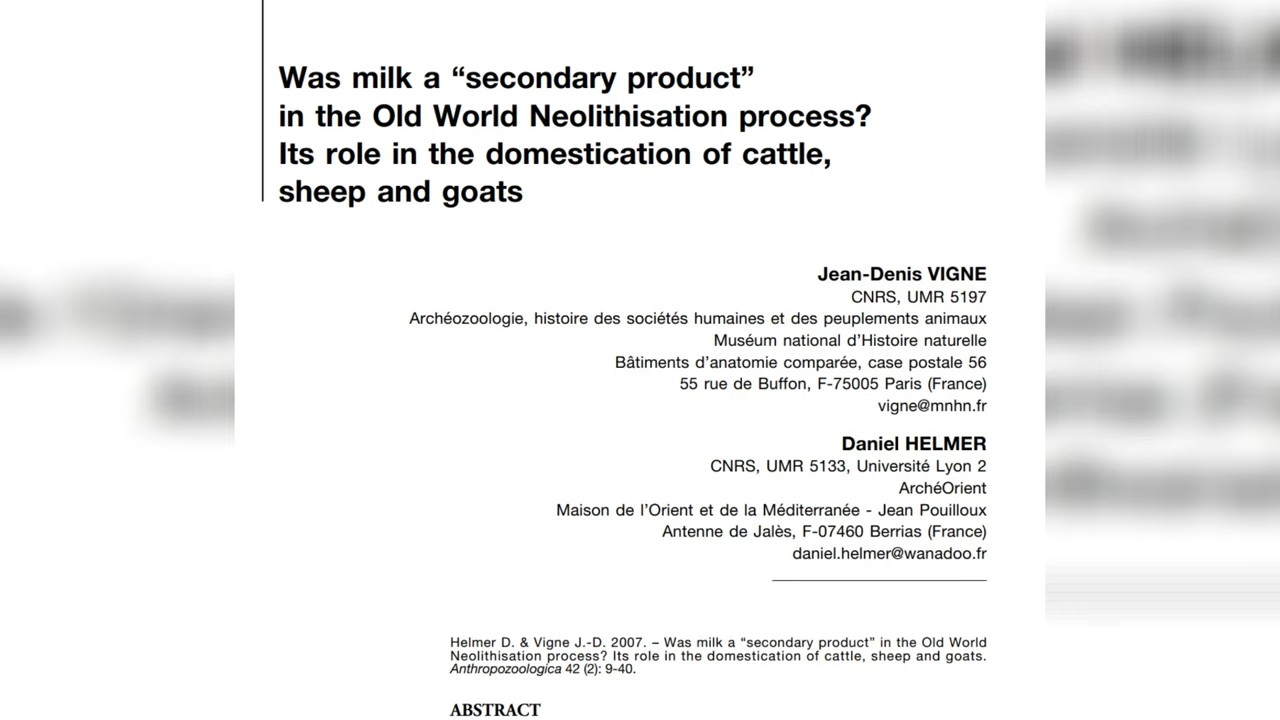 Was milk a “secondary product”
in the Old World Neolithisation process?
Its role in the domestication of cattle,
sheep and goats
Jean-Denis VIGNE
CNRS, UMR 5197
Archéozoologie, histoire des sociétés humaines et des peuplements animaux
Muséum national d’Histoire naturelle
Bâtiments d’anatomie comparée, case postale 56
55 rue de Buffon, F-75005 Paris (France)
vigne@mnhn.fr
Daniel HELMER
CNRS, UMR 5133, Université Lyon 2
ArchéOrient
Maison de l’Orient et de la Méditerranée - Jean Pouilloux
Antenne de Jalès, F-07460 Berrias (France)
daniel.helmer@wanadoo.fr
Helmer D. & Vigne J.-D. 2007. – Was milk a “secondary product” in the Old World
Neolithisation process? Its role in the domestication of cattle, sheep and goats.
Anthropozoologica 42 (2): 9-40.
ABSTRACT